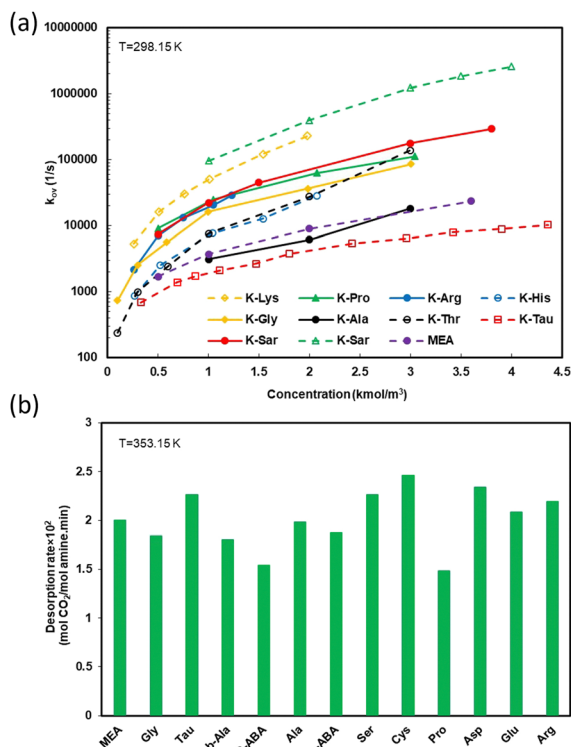 (a)
10000000
T=298.15 K
1000000
100000
k_ov (1/s)
10000
1000
100
0 0.5 1 1.5 2 2.5 3 3.5 4 4.5
K-Lys K-Pro K-Arg K-His
K-Gly K-Ala K-Thr K-Tau
K-Sar K-Sar MEA
Concentration (kmol/m³)
(b)
3
T=353.15 K
2.5
2
1.5
1
0.5
0
Desorption rate×10²
(mol CO₂/mol amine.min)
MEA Gly Tau b-Ala Ala Ser Cys Pro Asp Glu Arg